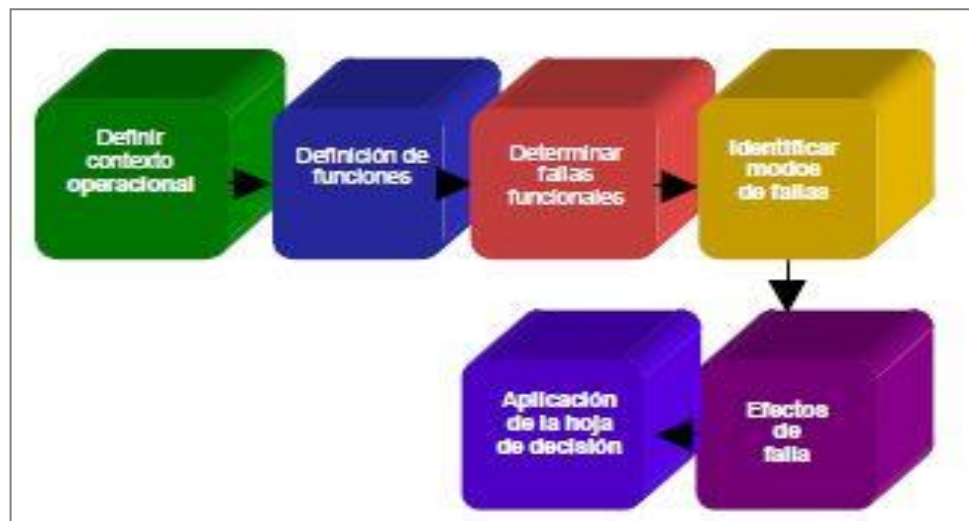 Definir
contexto
operacional
Definición de
funciones
Determinar
fallas
funcionales
Identificar
modos
de fallas
Efectos
de
falla
Aplicación
de la hoja
de decisión